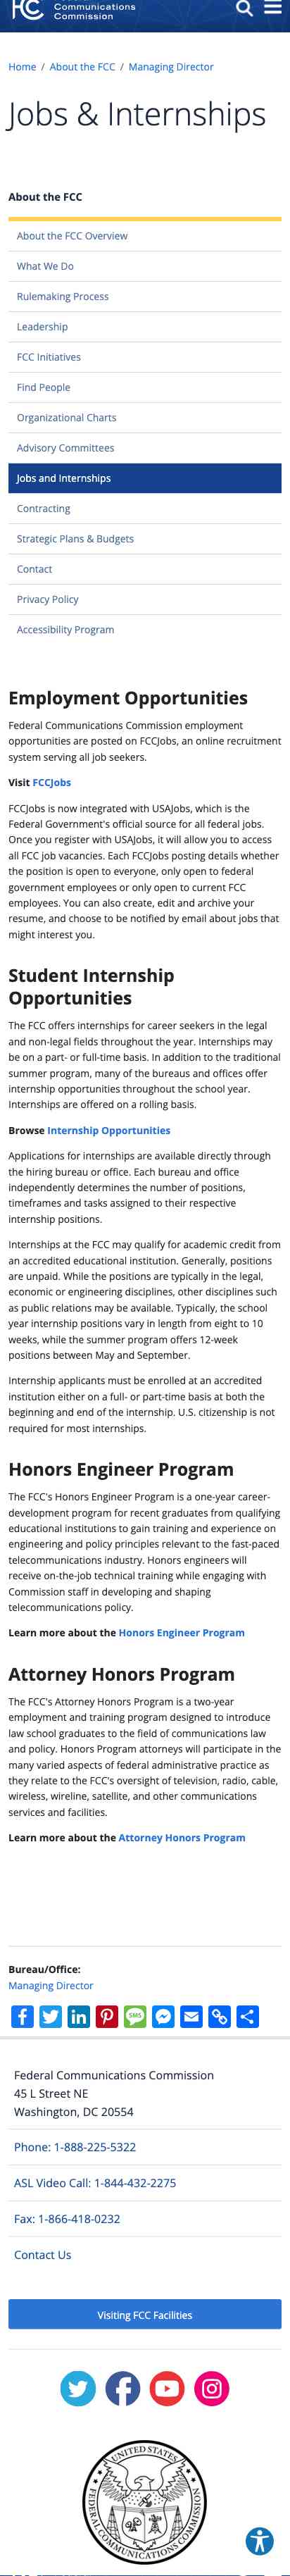 Communications
Commission
Home / About the FCC / Managing Director
Jobs & Internships
About the FCC
About the FCC Overview
What We Do
Rulemaking Process
Leadership
FCC Initiatives
Find People
Organizational Charts
Advisory Committees
Jobs and Internships
Contracting
Strategic Plans & Budgets
Contact
Privacy Policy
Accessibility Program
Employment Opportunities
Federal Communications Commission employment
opportunities are posted on FCCJobs, an online recruitment
system serving all job seekers.
Visit FCCJobs
FCCJobs is now integrated with USAJobs, which is the
Federal Government's official source for all federal jobs.
Once you register with USAJobs, it will allow you to access
all FCC job vacancies. Each FCCJobs posting details whether
the position is open to everyone, only open to federal
government employees or only open to current FCC
employees. You can also create, edit and archive your
resume, and choose to be notified by email about jobs that
might interest you.
Student Internship
Opportunities
The FCC offers internships for career seekers in the legal
and non-legal fields throughout the year. Internships may
be on a part- or full-time basis. In addition to the traditional
summer program, many of the bureaus and offices offer
internship opportunities throughout the school year.
Internships are offered on a rolling basis.
Browse Internship Opportunities
Applications for internships are available directly through
the hiring bureau or office. Each bureau and office
independently determines the number of positions,
timeframes and tasks assigned to their respective
internship positions.
Internships at the FCC may qualify for academic credit from
an accredited educational institution. Generally, positions
are unpaid. While the positions are typically in the legal,
economic or engineering disciplines, other disciplines such
as public relations may be available. Typically, the school
year internship positions vary in length from eight to 10
weeks, while the summer program offers 12-week
positions between May and September.
Internship applicants must be enrolled at an accredited
institution either on a full- or part-time basis at both the
beginning and end of the internship. U.S. citizenship is not
required for most internships.
Honors Engineer Program
The FCC's Honors Engineer Program is a one-year career-
development program for recent graduates from qualifying
educational institutions to gain training and experience on
engineering and policy principles relevant to the fast-paced
telecommunications industry. Honors engineers will
receive on-the-job technical training while engaging with
Commission staff in developing and shaping
telecommunications policy.
Learn more about the Honors Engineer Program
Attorney Honors Program
The FCC's Attorney Honors Program is a two-year
employment and training program designed to introduce
law school graduates to the field of communications law
and policy. Honors Program attorneys will participate in the
many varied aspects of federal administrative practice as
they relate to the FCC's oversight of television, radio, cable,
wireless, wireline, satellite, and other communications
services and facilities.
Learn more about the Attorney Honors Program
Bureau/Office:
Managing Director
SMS
Federal Communications Commission
45 L Street NE
Washington, DC 20554
Phone: 1-888-225-5322
ASL Video Call: 1-844-432-2275
Fax: 1-866-418-0232
Contact Us
Visiting FCC Facilities
UNITED STATES
FEDERAL COMMUNICATIONS COMMISSION